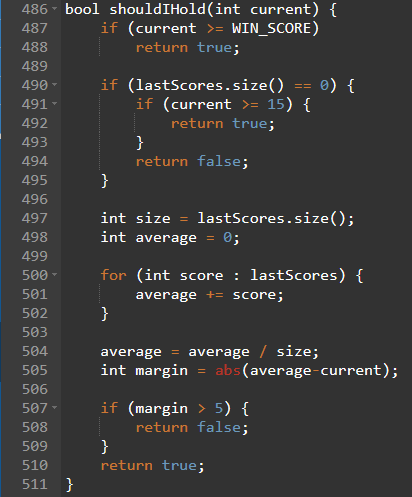 486 bool shouldIHold(int current) {
487     if (current >= WIN_SCORE)
488         return true;
489
490     if (lastScores.size() == 0) {
491         if (current >= 15) {
492             return true;
493         }
494         return false;
495     }
496
497     int size = lastScores.size();
498     int average = 0;
499
500     for (int score : lastScores) {
501         average += score;
502     }
503
504     average = average / size;
505     int margin = abs(average-current);
506
507     if (margin > 5) {
508         return false;
509     }
510     return true;
511 }